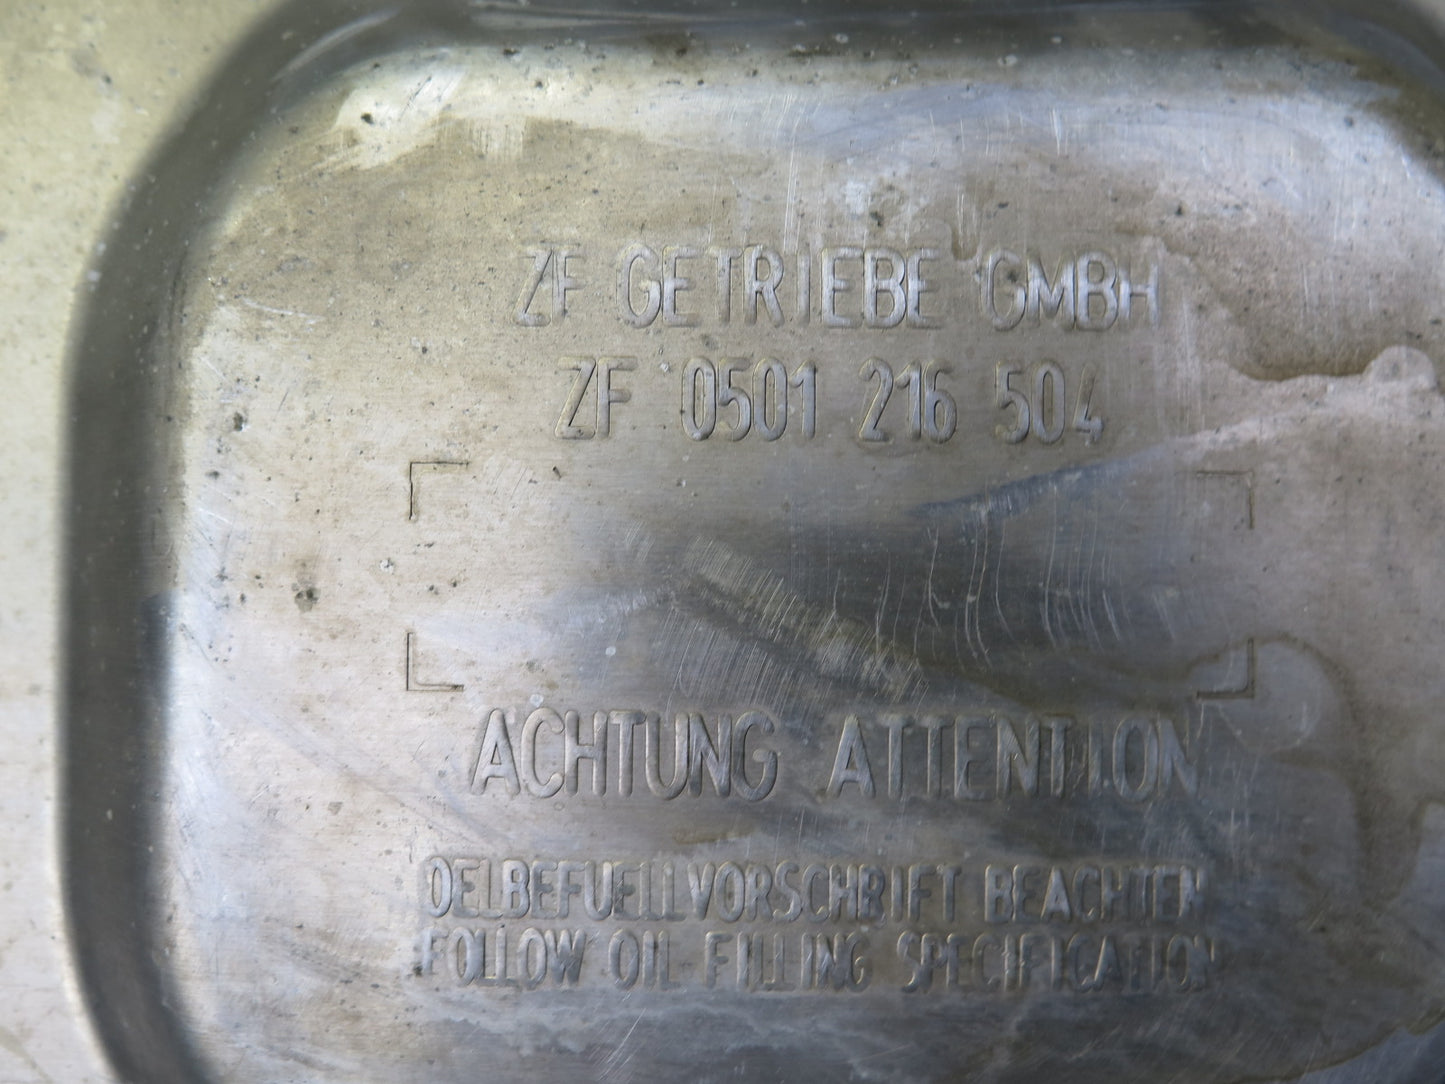 ZF GETRIEBE GMBH
ZF 0501 216 504
ACHTUNG ATTENTION
OELBEFUELLVORSCHRIFT BEACHTEN
FOLLOW OIL FILLING SPECIFICATION